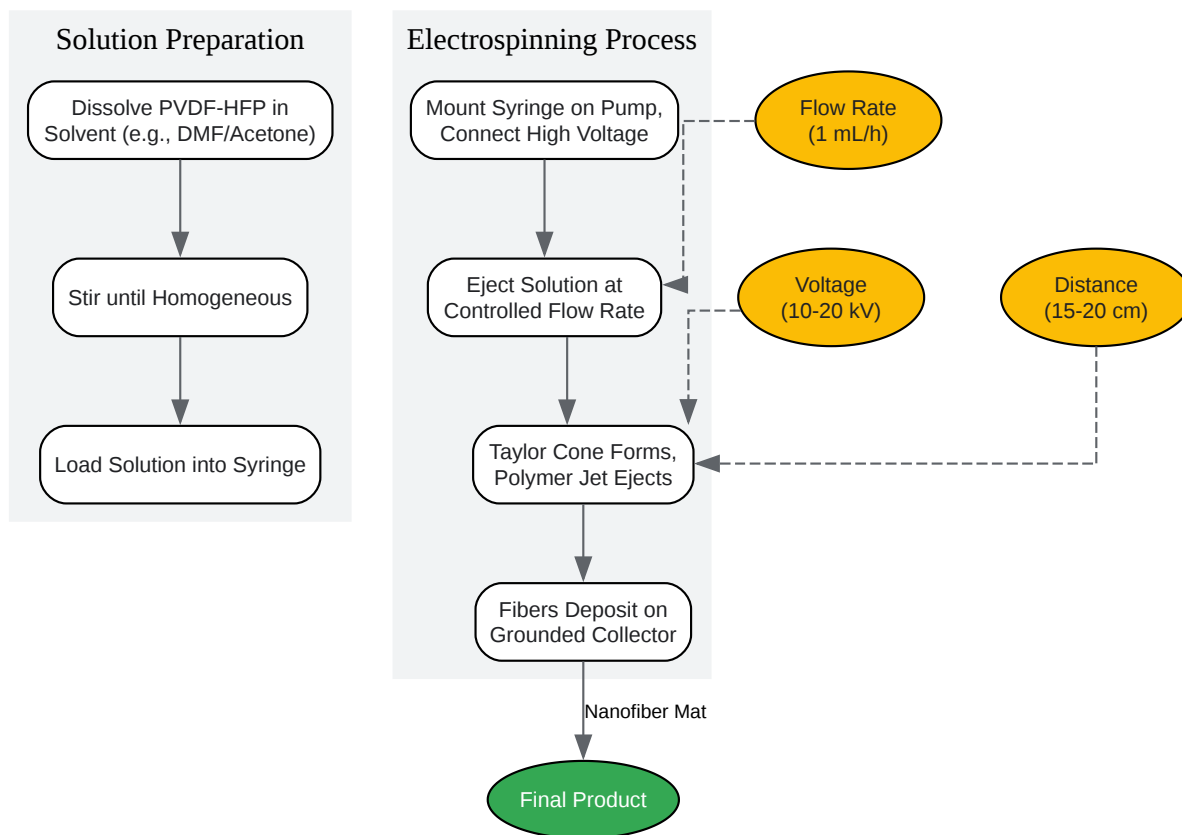 Solution Preparation
Dissolve PVDF-HFP in
Solvent (e.g., DMF/Acetone)
Stir until Homogeneous
Load Solution into Syringe
Electrospinning Process
Mount Syringe on Pump,
Connect High Voltage
Eject Solution at
Controlled Flow Rate
Taylor Cone Forms,
Polymer Jet Ejects
Fibers Deposit on
Grounded Collector
Nanofiber Mat
Final Product
Flow Rate
(1 mL/h)
Voltage
(10-20 kV)
Distance
(15-20 cm)